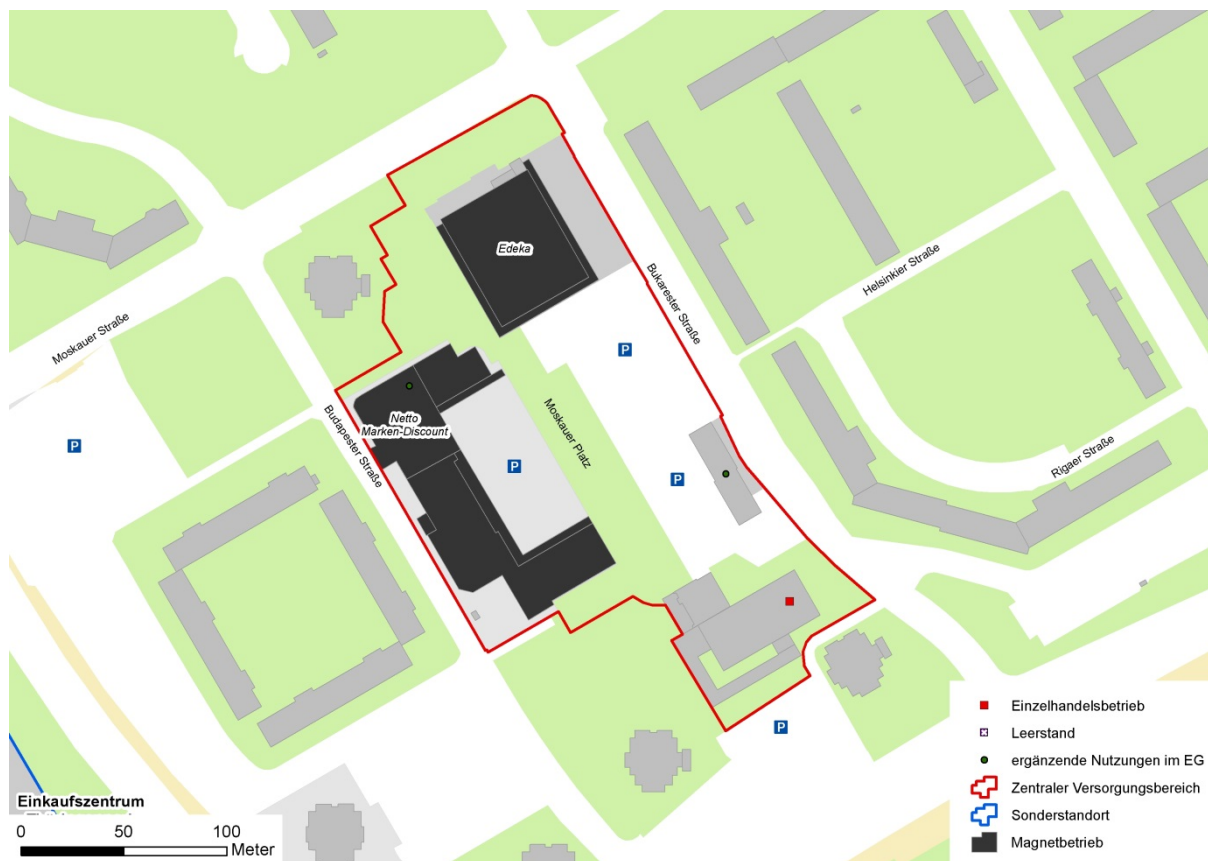 Edeka
Moskauer Straße
Bukarester Straße
Helsinkier Straße
P
Netto
Marken-Discount
Moskauer Platz
Budapester Straße
P
P
P
Rigaer Straße
P
Einzelhandelsbetrieb
Leerstand
ergänzende Nutzungen im EG
Zentraler Versorgungsbereich
Sonderstandort
Magnetbetrieb
Einkaufszentrum
0 50 100
Meter